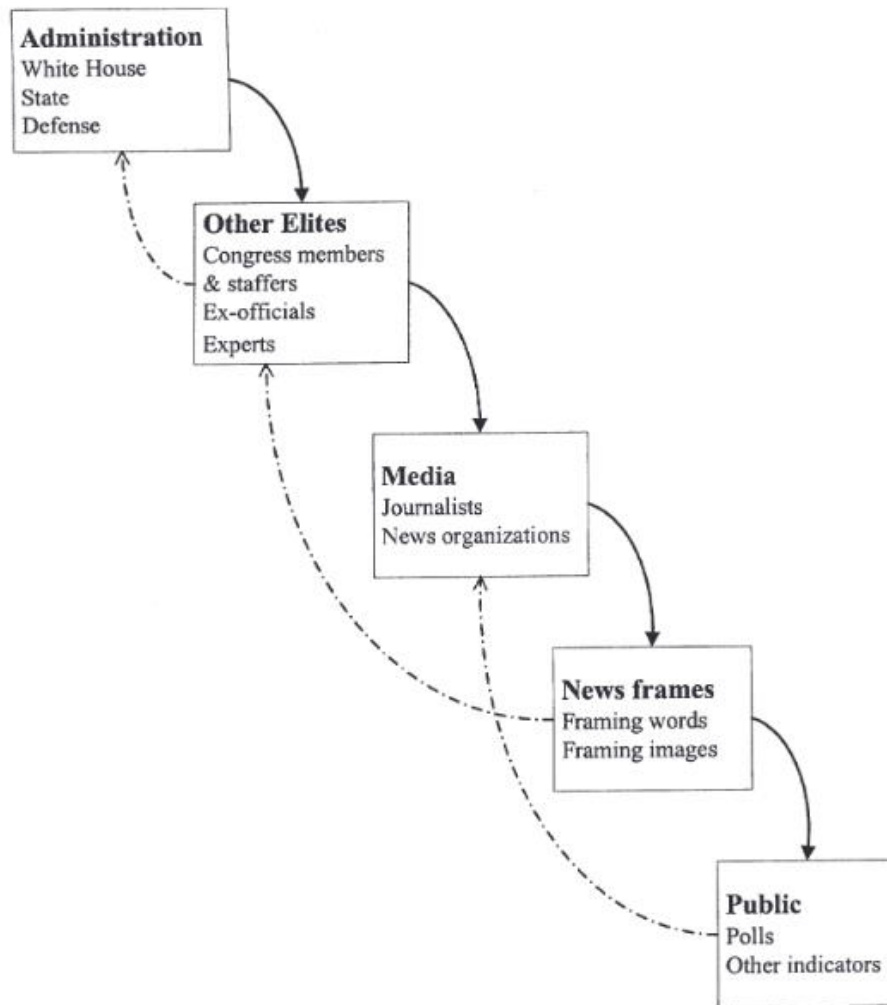 Administration
White House
State
Defense
Other Elites
Congress members
& staffers
Ex-officials
Experts
Media
Journalists
News organizations
News frames
Framing words
Framing images
Public
Polls
Other indicators